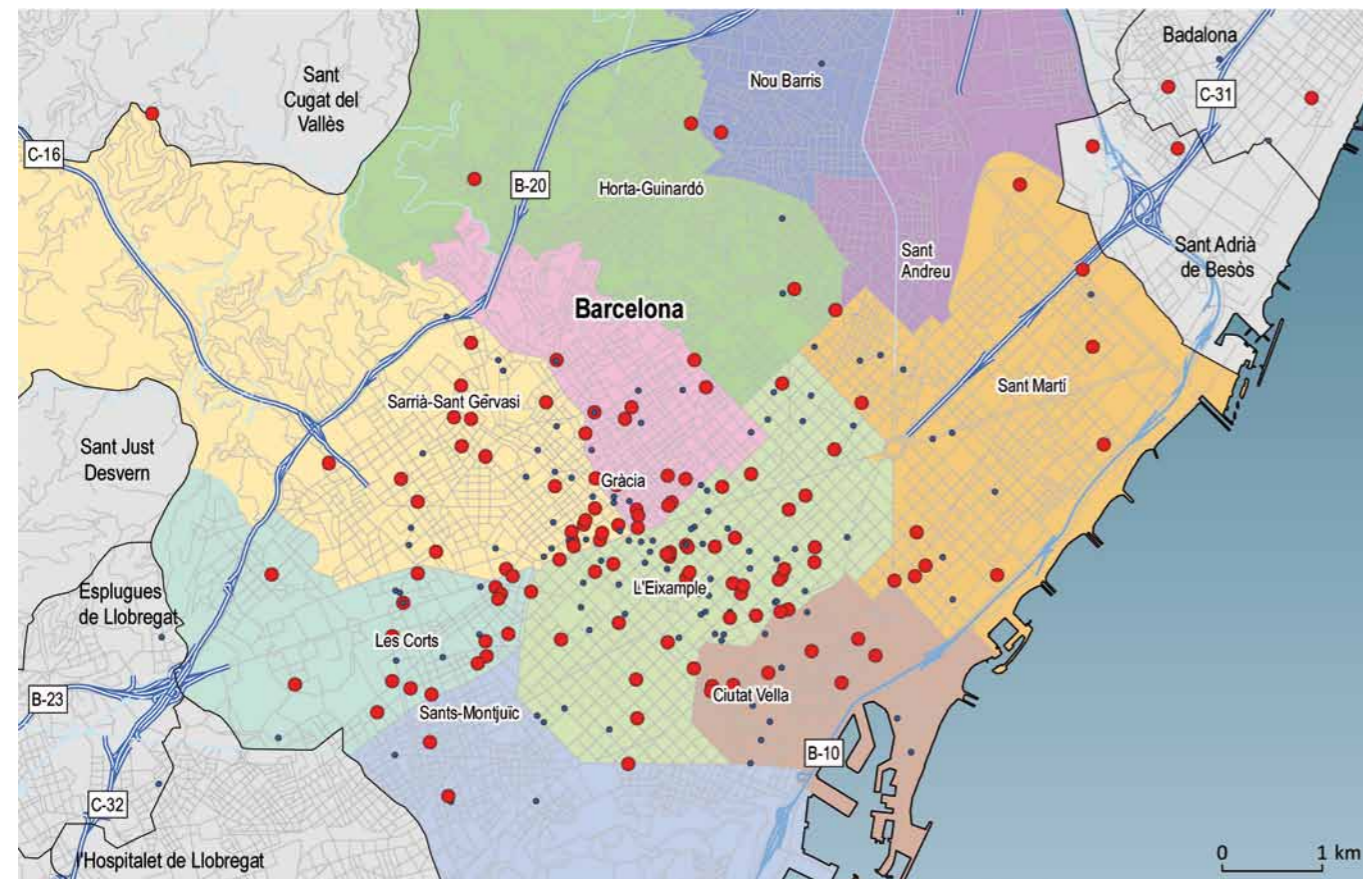 Badalona
Sant
Cugat del
Vallès
Nou Barris
C-31
C-16
B-20
Horta-Guinardó
Sant
Andreu
Sant Adrià
de Besòs
Barcelona
Sant Martí
Sarrià-Sant Gervasi
Sant Just
Desvern
Gràcia
Esplugues
de Llobregat
L'Eixample
Les Corts
B-23
Ciutat Vella
Sants-Montjuïc
B-10
C-32
l'Hospitalet de Llobregat
0 1 km